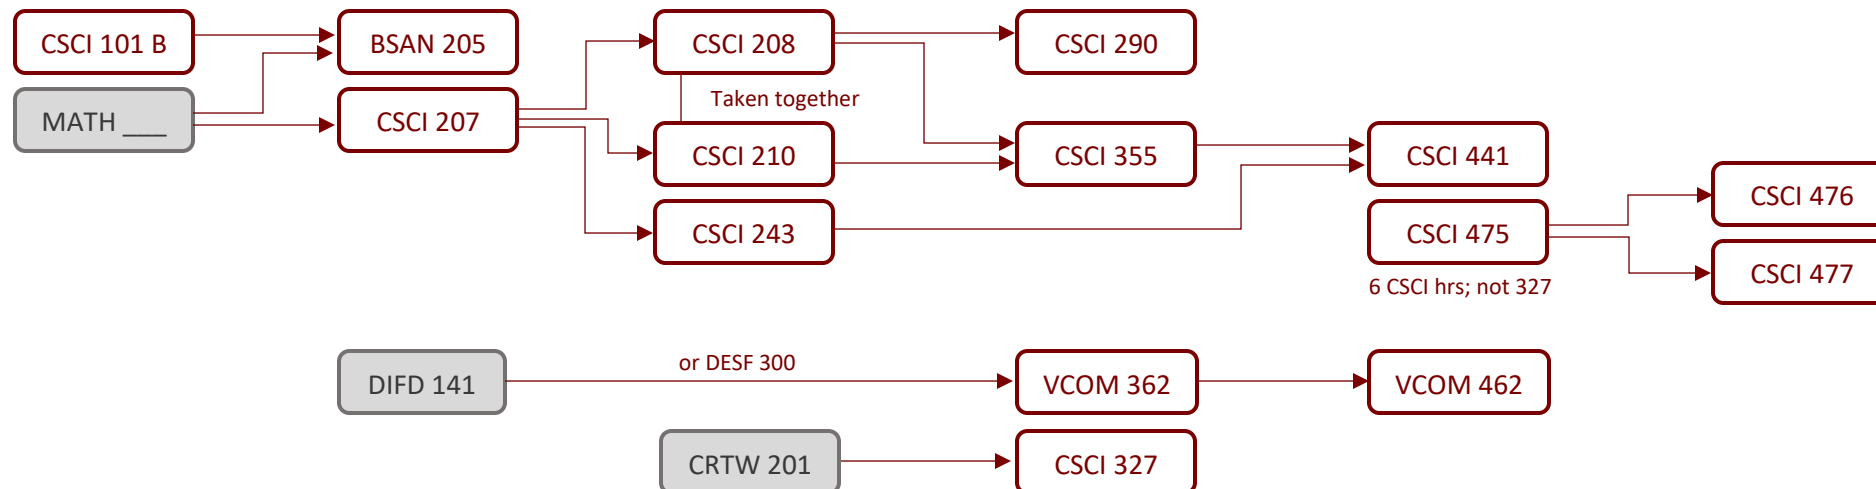 CSCI 101 B
BSAN 205
CSCI 208
CSCI 290
MATH ___
CSCI 207
Taken together
CSCI 210
CSCI 355
CSCI 441
CSCI 243
CSCI 475
CSCI 476
CSCI 477
6 CSCI hrs; not 327
DIFD 141
or DESF 300
VCOM 362
VCOM 462
CRTW 201
CSCI 327